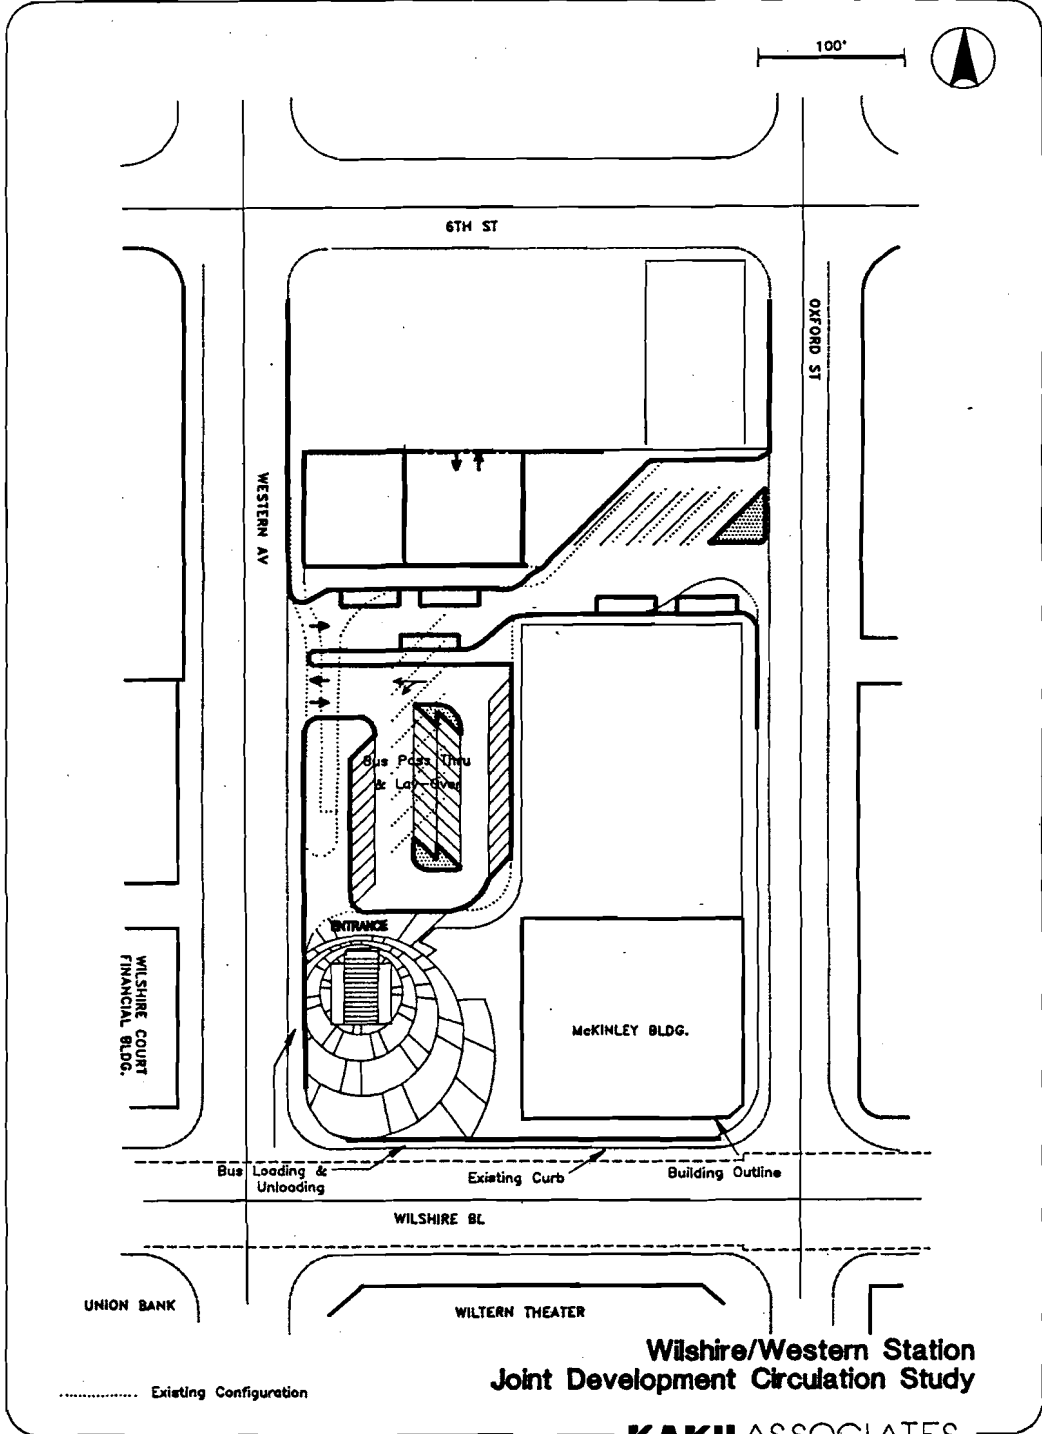 100'
6TH ST
OXFORD ST
WESTERN AV
Bus Pass Thru
& Lay-Over
ENTRANCE
WILSHIRE COURT
FINANCIAL BLDG.
McKINLEY BLDG.
Bus Loading &
Unloading
Existing Curb
Building Outline
WILSHIRE BL
UNION BANK
WILTERN THEATER
Wilshire/Western Station
Joint Development Circulation Study
Existing Configuration
KAKU ASSOCIATES